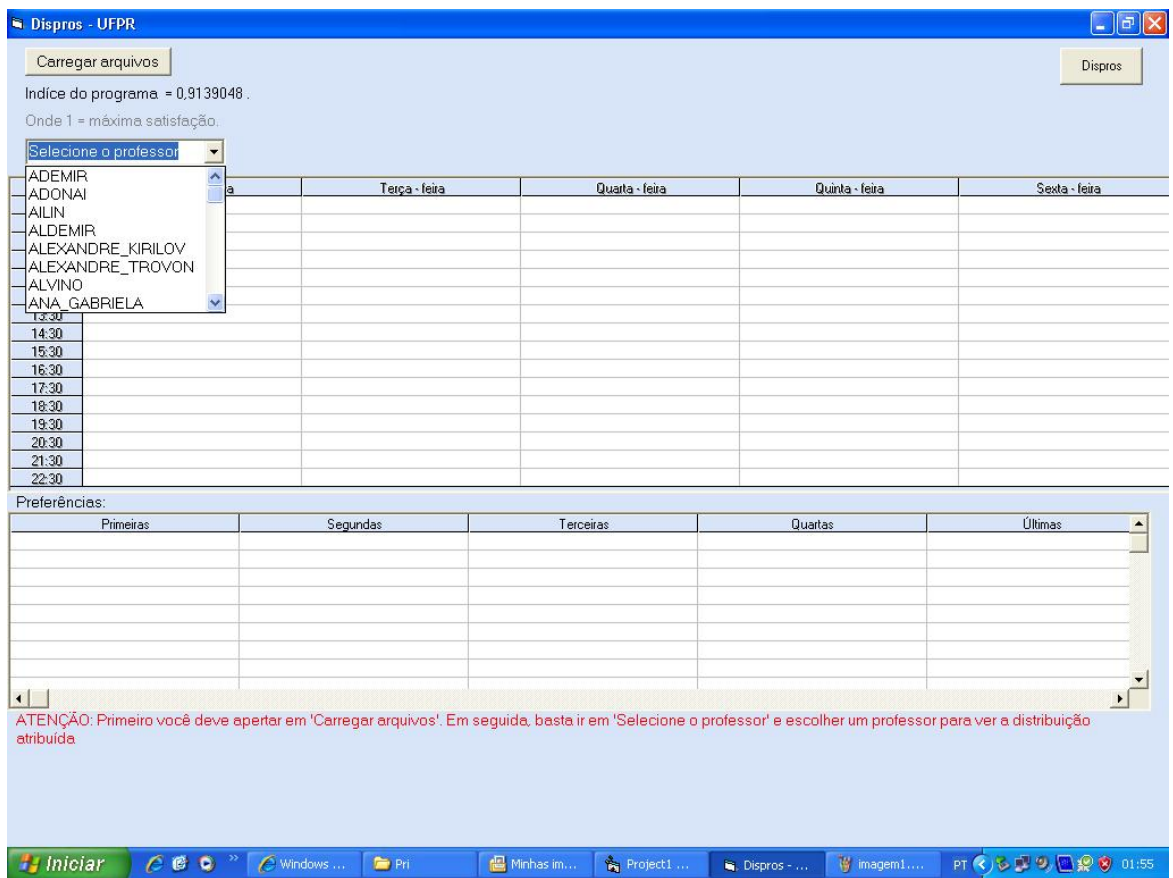 Dispros - UFPR
Carregar arquivos
Dispros
Indíce do programa = 0,9139048 .
Onde 1 = máxima satisfação.
Selecione o professor
ADEMIR
ADONAI
AILIN
ALDEMIR
ALEXANDRE_KIRILOV
ALEXANDRE_TROVON
ALVINO
ANA_GABRIELA
a Terça - feira Quarta - feira Quinta - feira Sexta - feira
13:30
14:30
15:30
16:30
17:30
18:30
19:30
20:30
21:30
22:30
Preferências:
Primeiras Segundas Terceiras Quartas Últimas
ATENÇÃO: Primeiro você deve apertar em 'Carregar arquivos'. Em seguida, basta ir em 'Selecione o professor' e escolher um professor para ver a distribuição
atribuída
Iniciar Windows ... Pri Minhas im... Project1 ... Dispros - ... imagem1.... PT 01:55